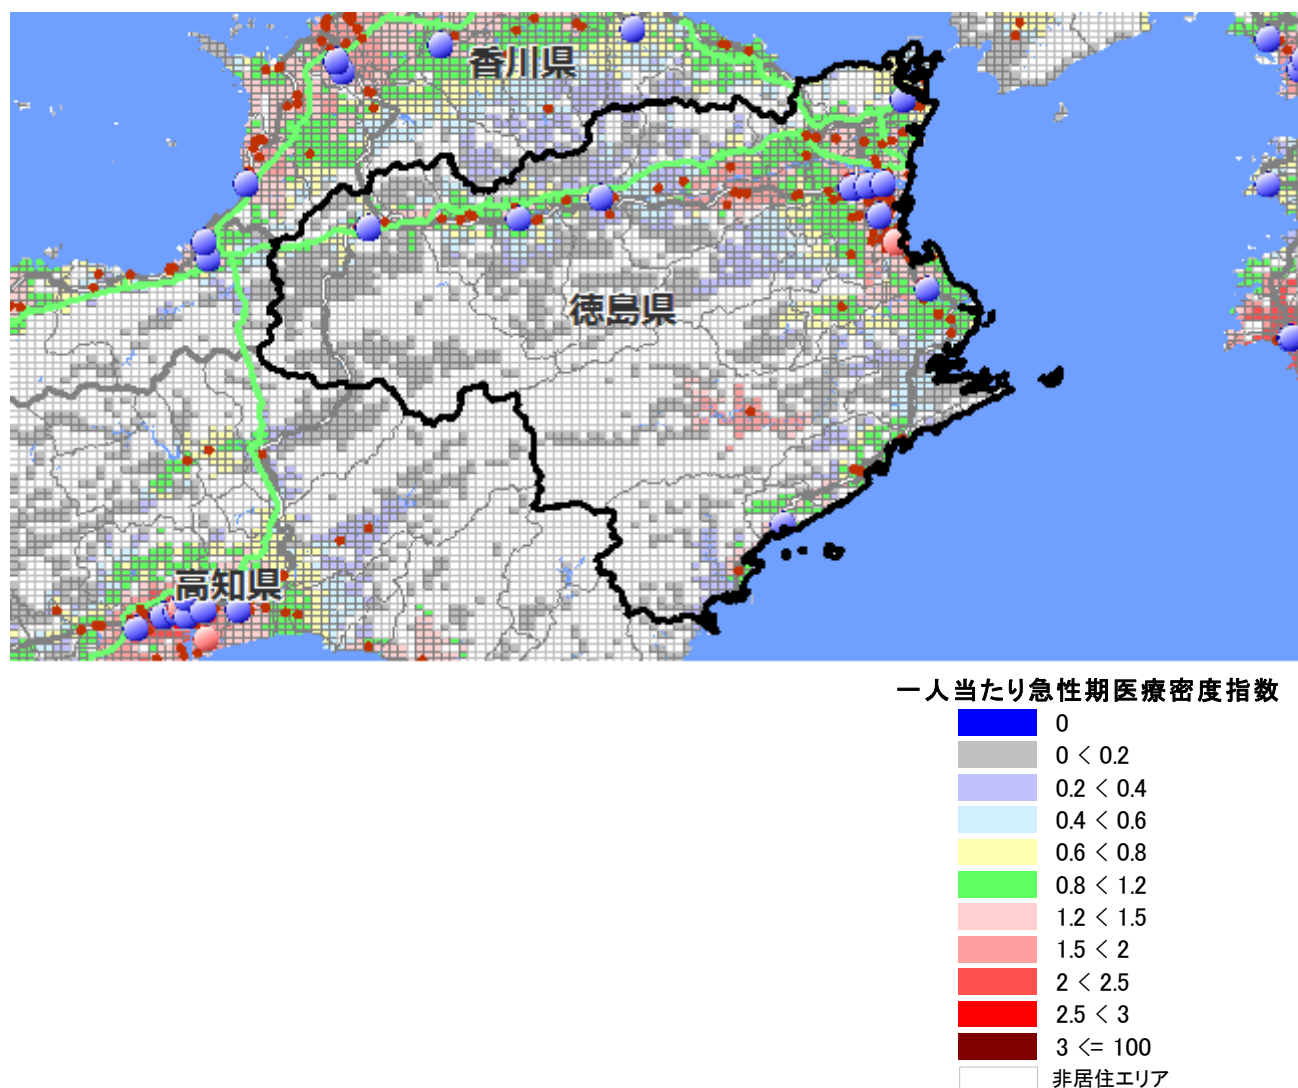 香川県
徳島県
高知県
一人当たり急性期医療密度指数
0
0 < 0.2
0.2 < 0.4
0.4 < 0.6
0.6 < 0.8
0.8 < 1.2
1.2 < 1.5
1.5 < 2
2 < 2.5
2.5 < 3
3 <= 100
非居住エリア